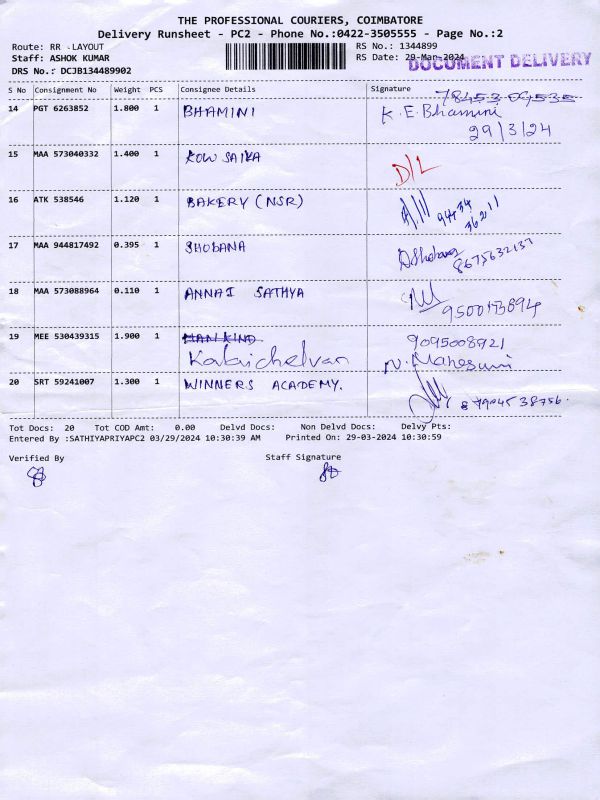 THE PROFESSIONAL COURIERS, COIMBATORE
Delivery Runsheet - PC2 - Phone No.:0422-3505555 - Page No.:2
Route: RR - LAYOUT
RS No.: 1344899
Staff: ASHOK KUMAR
RS Date: 29-Mar-2024
DOCUMENT DELIVERY
DRS No.: DCJB134489902
S No Consignment No Weight PCS Consignee Details Signature
14 PGT 6263852 1.800 1 BHAMINI K. E. Bhamini
29/3/24
15 MAA 573040332 1.400 1 KOW SAIKA D/L
16 ATK 538546 1.120 1 BAKERY (NSR)
17 MAA 944817492 0.395 1 SHOBANA
8675632137
18 MAA 573088964 0.110 1 ANNAI SATHYA
19 MEE 530439315 1.900 1 MANKIND 9095008921
Kalaichelvan
20 SRT 59241007 1.300 1 WINNERS ACADEMY.
Tot Docs: 20 Tot COD Amt: 0.00 Delvd Docs: Non Delvd Docs: Delvy Pts:
Entered By :SATHIYAPRIYAPC2 03/29/2024 10:30:39 AM Printed On: 29-03-2024 10:30:59
Verified By Staff Signature